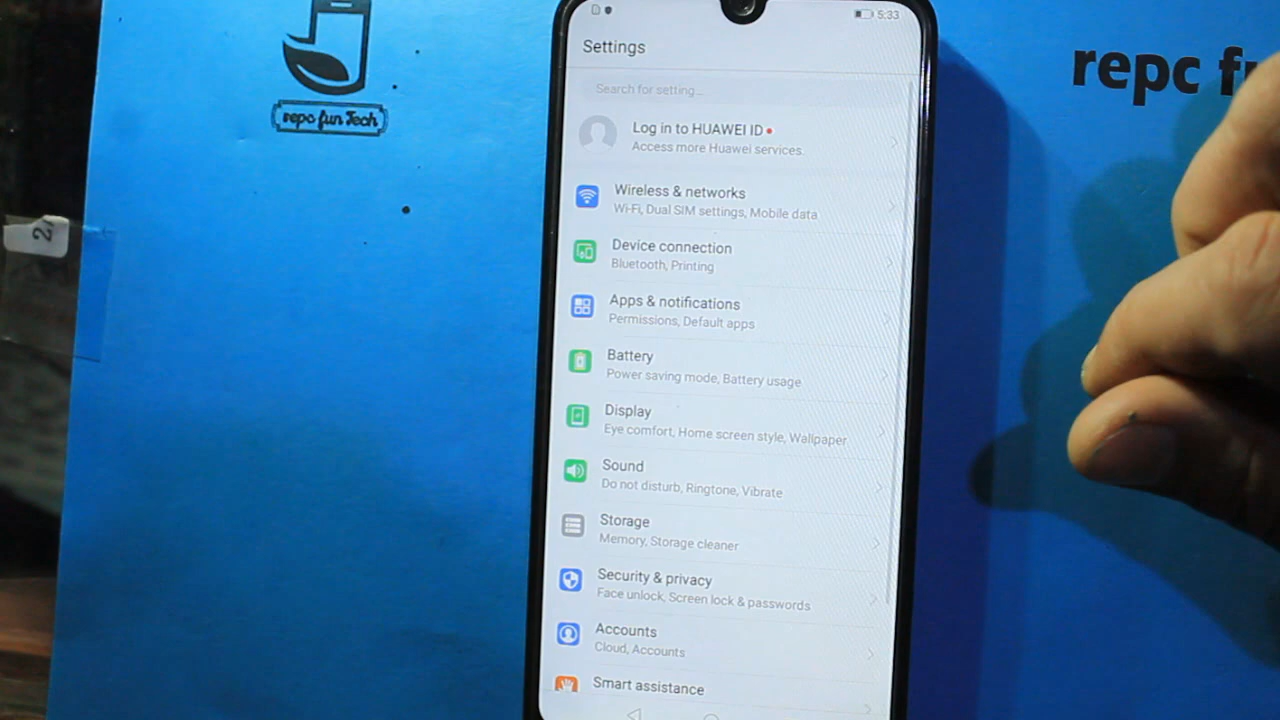 repc fun Tech
repc fu
2
5:33
Settings
Search for setting...
Log in to HUAWEI ID
Access more Huawei services.
Wireless & networks
Wi-Fi, Dual SIM settings, Mobile data
Device connection
Bluetooth, Printing
Apps & notifications
Permissions, Default apps
Battery
Power saving mode, Battery usage
Display
Eye comfort, Home screen style, Wallpaper
Sound
Do not disturb, Ringtone, Vibrate
Storage
Memory, Storage cleaner
Security & privacy
Face unlock, Screen lock & passwords
Accounts
Cloud, Accounts
Smart assistance